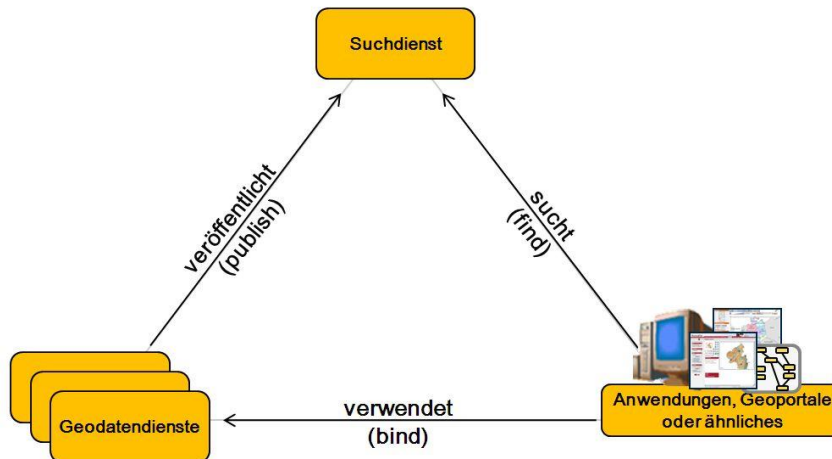 Suchdienst
veröffentlicht
(publish)
sucht
(find)
Geodatendienste
verwendet
(bind)
Anwendungen, Geoportale
oder ähnliches